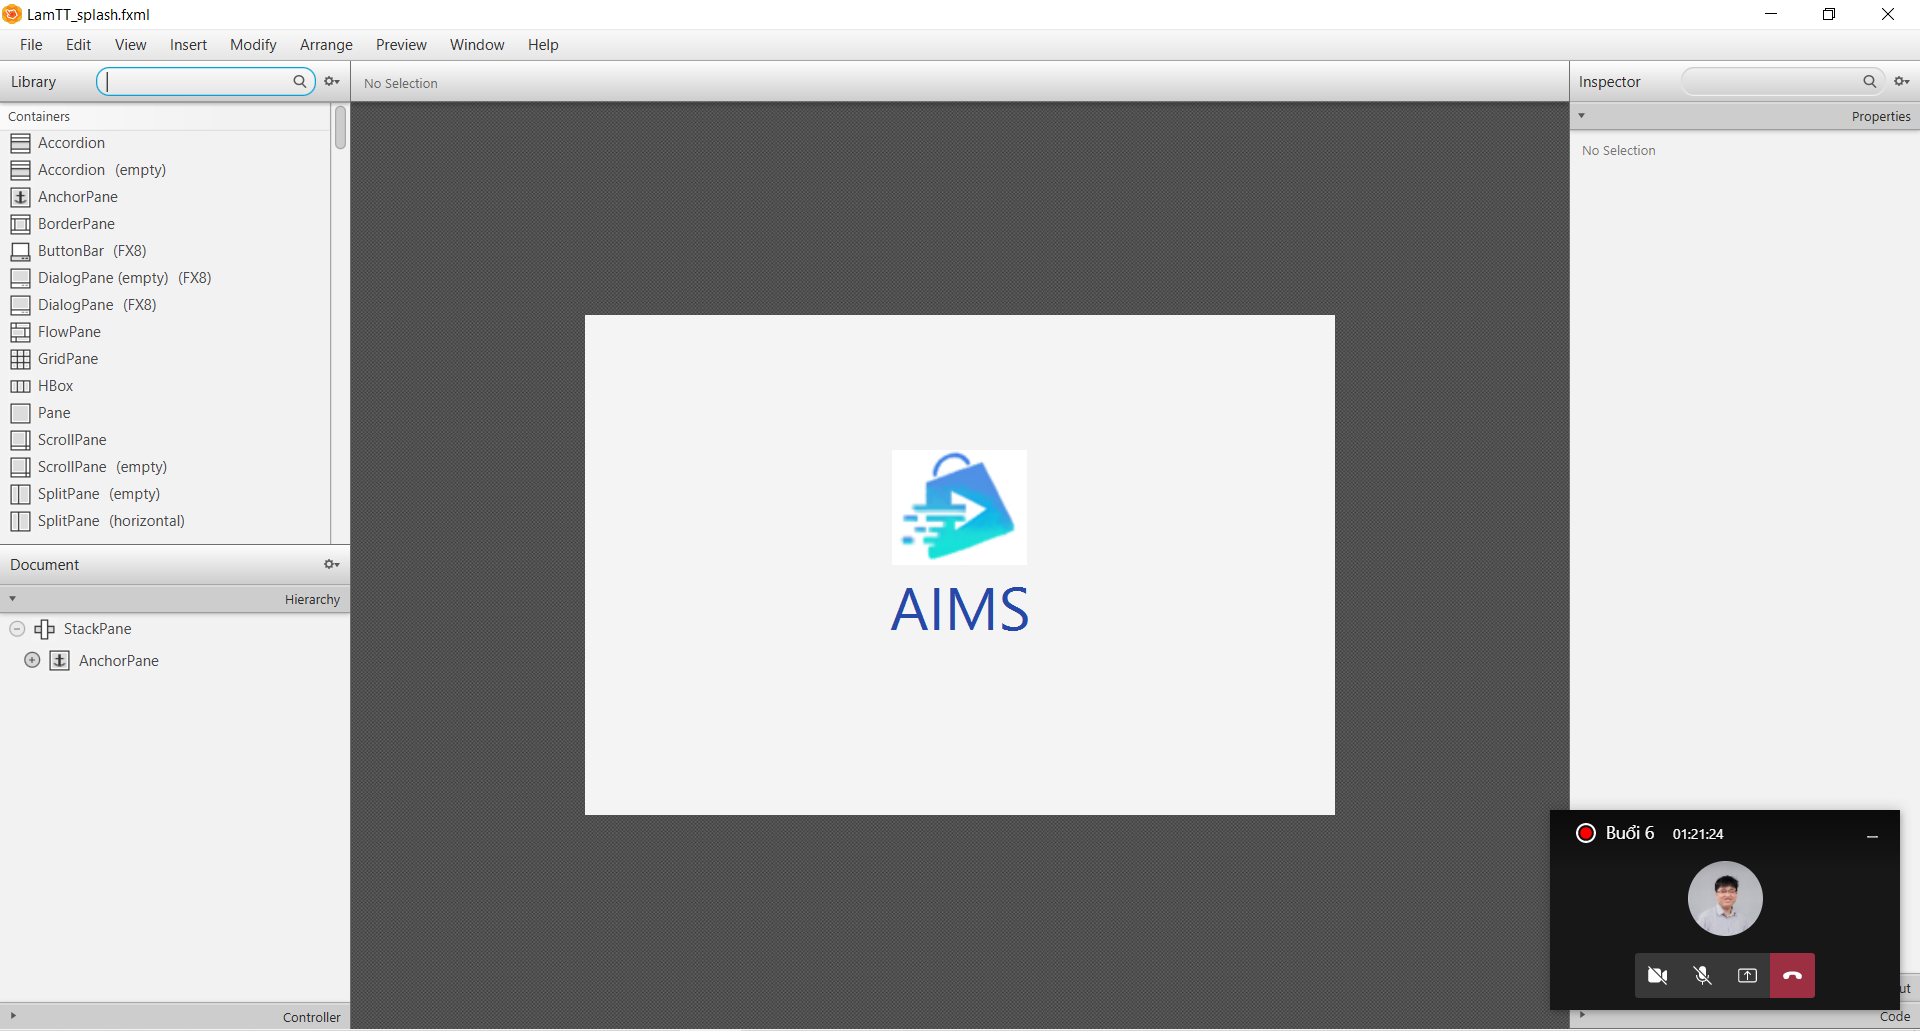 LamTT_splash.fxml
File Edit View Insert Modify Arrange Preview Window Help
Library
No Selection
Inspector
Containers
Properties
Accordion
No Selection
Accordion (empty)
AnchorPane
BorderPane
ButtonBar (FX8)
DialogPane (empty) (FX8)
DialogPane (FX8)
FlowPane
GridPane
HBox
Pane
ScrollPane
ScrollPane (empty)
SplitPane (empty)
SplitPane (horizontal)
AIMS
Document
Hierarchy
StackPane
AnchorPane
Buổi 6 01:21:24
ut
Controller
Code